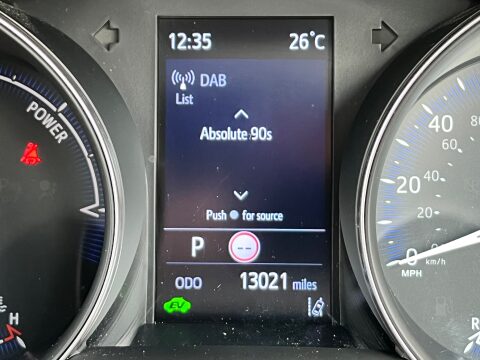 12:35 26°C
DAB
List
Absolute 90s
Push for source
P --
ODO 13021 miles
EV
POWER
H
40
20
0
MPH
80
60
40
20
0
km/h
R